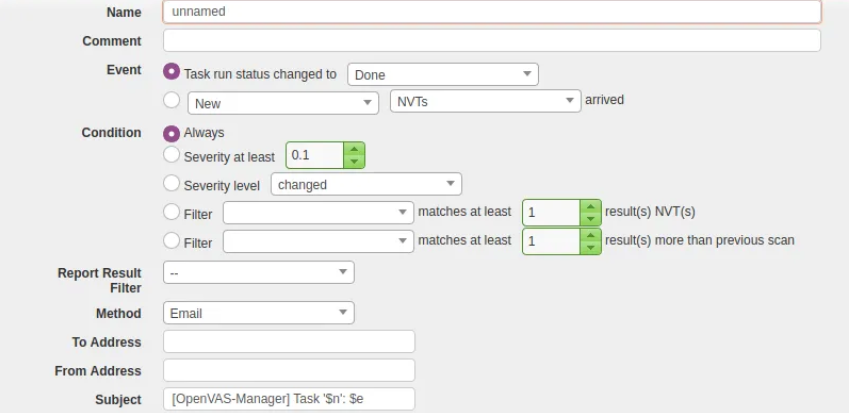 Name unnamed
Comment
Event Task run status changed to Done
New NVTs arrived
Condition Always
Severity at least 0.1
Severity level changed
Filter matches at least 1 result(s) NVT(s)
Filter matches at least 1 result(s) more than previous scan
Report Result --
Filter
Method Email
To Address
From Address
Subject [OpenVAS-Manager] Task '$n': $e